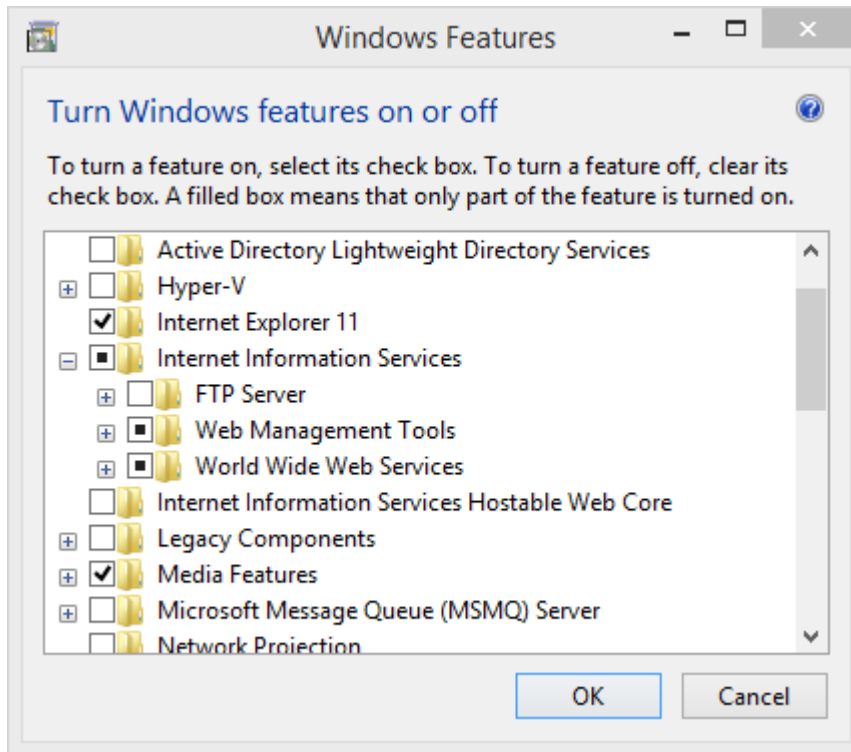 Windows Features
Turn Windows features on or off
To turn a feature on, select its check box. To turn a feature off, clear its
check box. A filled box means that only part of the feature is turned on.
Active Directory Lightweight Directory Services
Hyper-V
Internet Explorer 11
Internet Information Services
FTP Server
Web Management Tools
World Wide Web Services
Internet Information Services Hostable Web Core
Legacy Components
Media Features
Microsoft Message Queue (MSMQ) Server
Network Projection
OK
Cancel